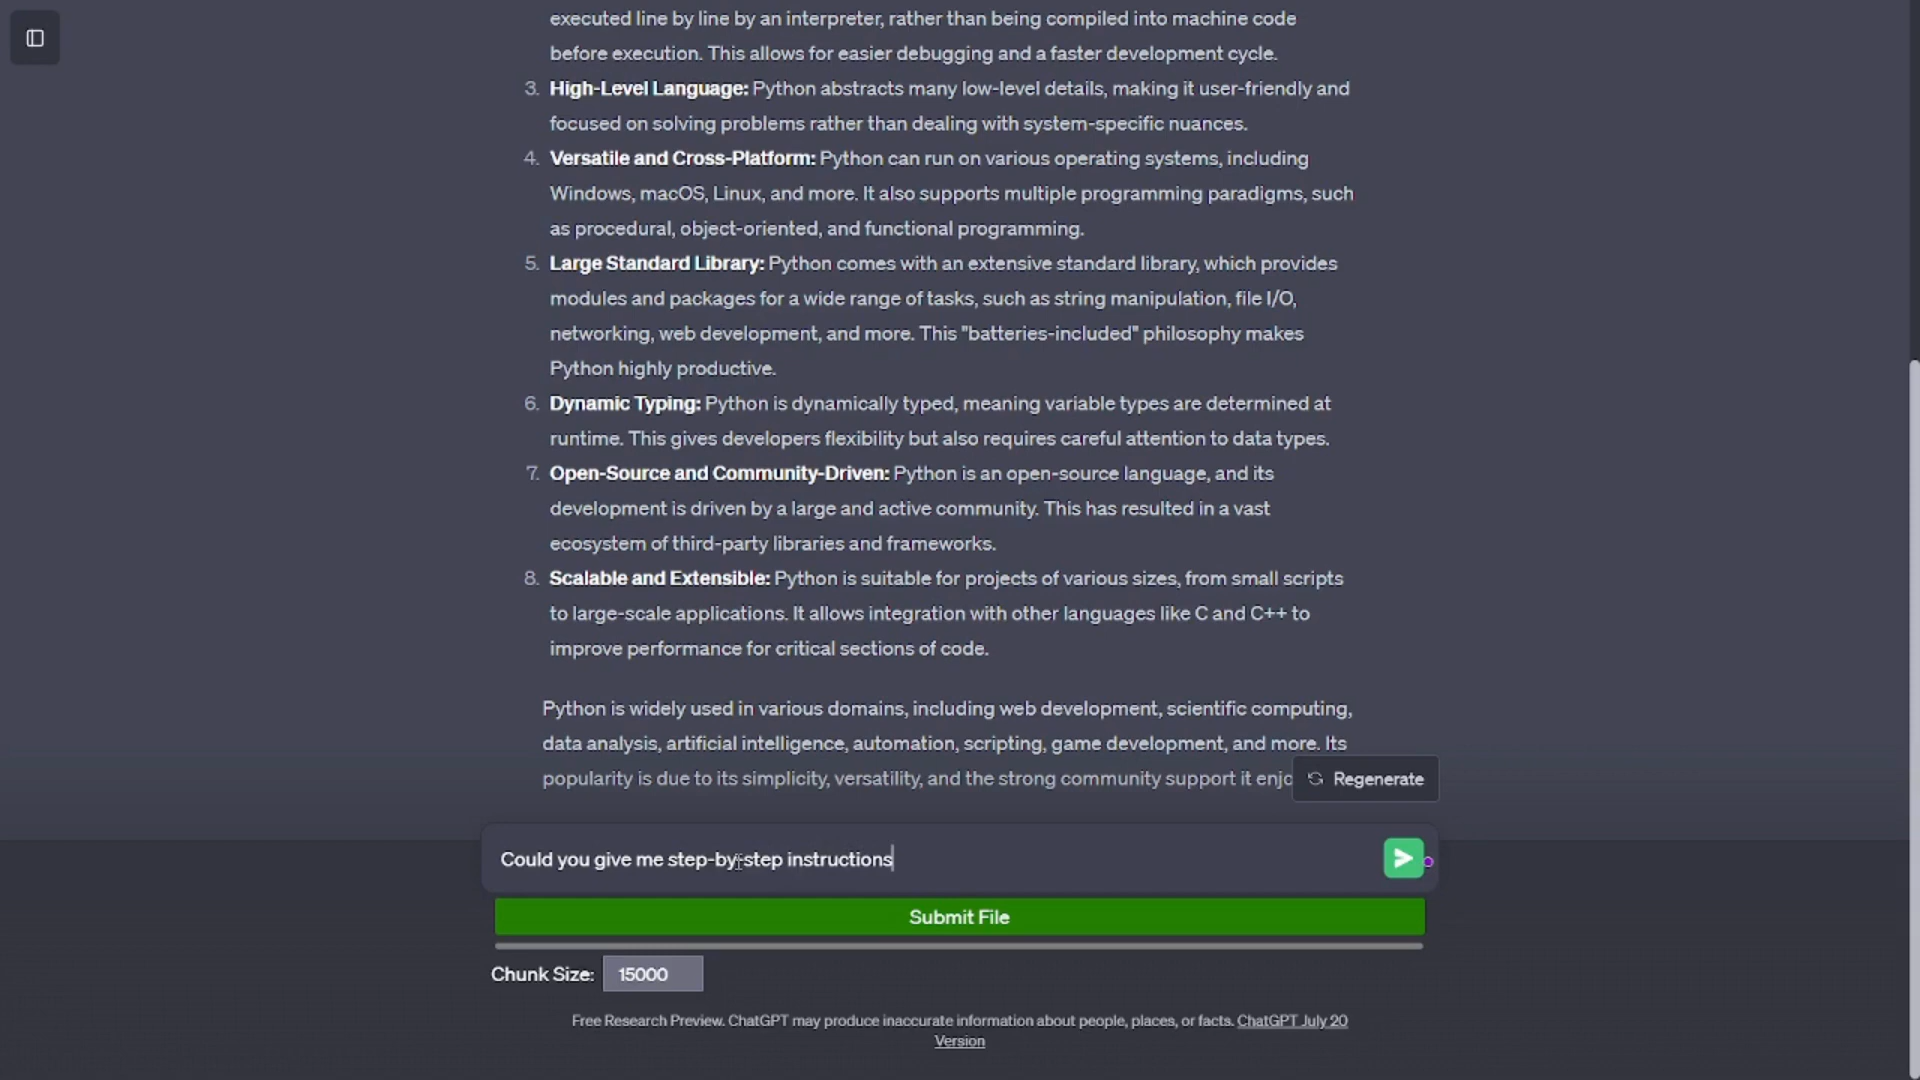 executed line by line by an interpreter, rather than being compiled into machine code
before execution. This allows for easier debugging and a faster development cycle.
3. High-Level Language: Python abstracts many low-level details, making it user-friendly and
focused on solving problems rather than dealing with system-specific nuances.
4. Versatile and Cross-Platform: Python can run on various operating systems, including
Windows, macOS, Linux, and more. It also supports multiple programming paradigms, such
as procedural, object-oriented, and functional programming.
5. Large Standard Library: Python comes with an extensive standard library, which provides
modules and packages for a wide range of tasks, such as string manipulation, file I/O,
networking, web development, and more. This "batteries-included" philosophy makes
Python highly productive.
6. Dynamic Typing: Python is dynamically typed, meaning variable types are determined at
runtime. This gives developers flexibility but also requires careful attention to data types.
7. Open-Source and Community-Driven: Python is an open-source language, and its
development is driven by a large and active community. This has resulted in a vast
ecosystem of third-party libraries and frameworks.
8. Scalable and Extensible: Python is suitable for projects of various sizes, from small scripts
to large-scale applications. It allows integration with other languages like C and C++ to
improve performance for critical sections of code.
Python is widely used in various domains, including web development, scientific computing,
data analysis, artificial intelligence, automation, scripting, game development, and more. Its
popularity is due to its simplicity, versatility, and the strong community support it
Regenerate
Could you give me step-by-step instructions
Submit File
Chunk Size: 15000
Free Research Preview. ChatGPT may produce inaccurate information about people, places, or facts. ChatGPT July 20
Version